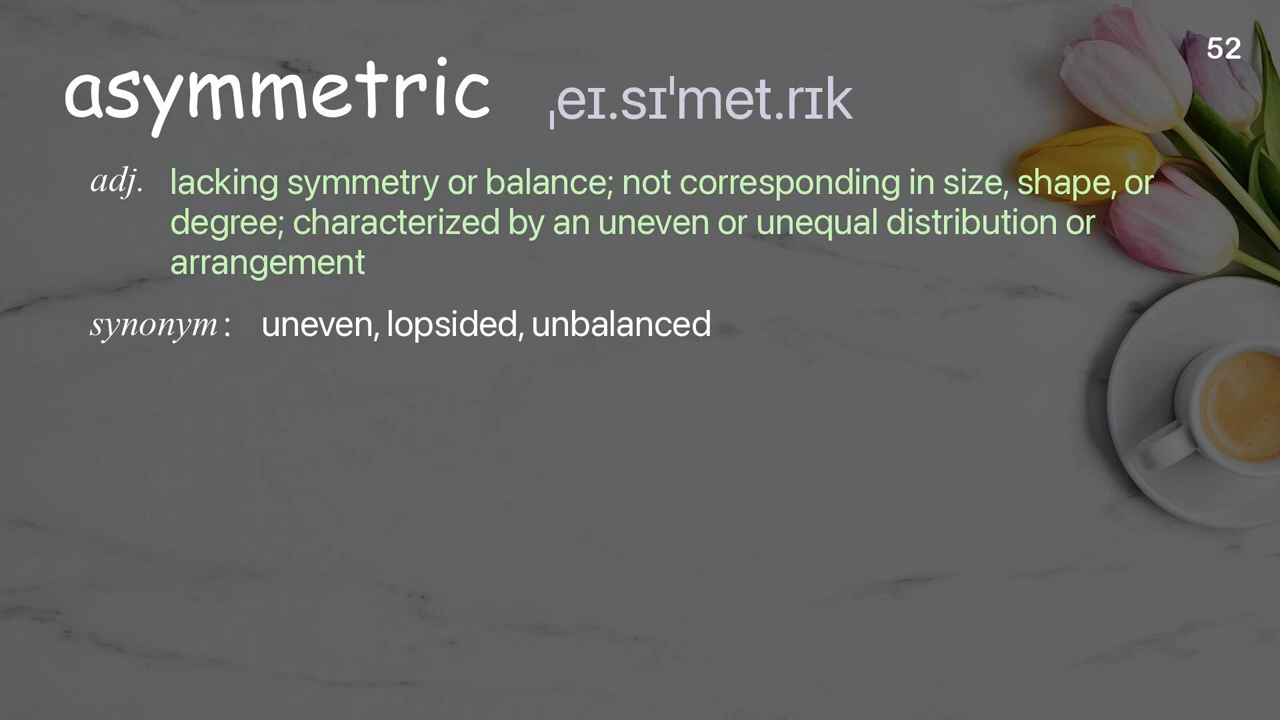 52
asymmetric ˌeɪ.sɪˈmet.rɪk
adj. lacking symmetry or balance; not corresponding in size, shape, or
degree; characterized by an uneven or unequal distribution or
arrangement
synonym: uneven, lopsided, unbalanced